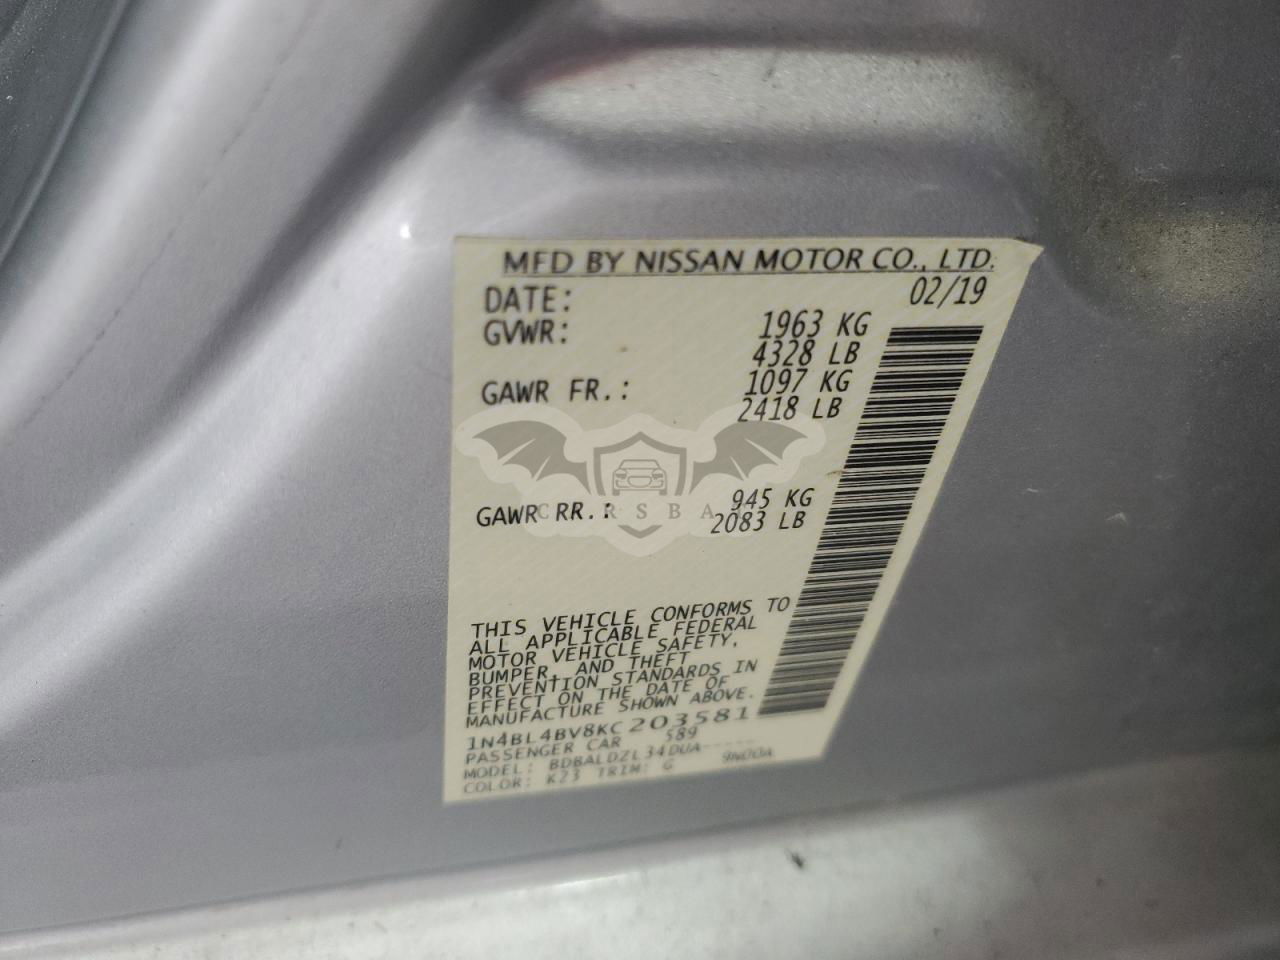 MFD BY NISSAN MOTOR CO., LTD.
DATE: 02/19
GVWR: 1963 KG
4328 LB
GAWR FR.: 1097 KG
2418 LB
GAWR RR.: 945 KG
2083 LB
THIS VEHICLE CONFORMS TO
ALL APPLICABLE FEDERAL
MOTOR VEHICLE SAFETY,
BUMPER, AND THEFT
PREVENTION STANDARDS IN
EFFECT ON THE DATE OF
MANUFACTURE SHOWN ABOVE.
1N4BL4BV8KC203581
PASSENGER CAR 589
MODEL: BDBALDZL34DUA-----
COLOR: K23 TRIM: G 9N00A